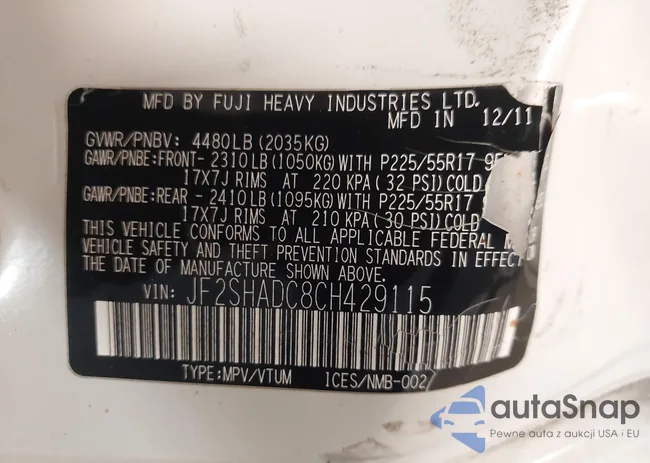 MFD BY FUJI HEAVY INDUSTRIES LTD.
MFD IN 12/11
GVWR/PNBV: 4480LB (2035KG)
GAWR/PNBE:FRONT- 2310LB (1050KG) WITH P225/55R17
17X7J RIMS AT 220 KPA( 32 PSI) COLD
GAWR/PNBE:REAR - 2410LB (1095KG) WITH P225/55R17
17X7J RIMS AT 210 KPA( 30 PSI) COLD
THIS VEHICLE CONFORMS TO ALL APPLICABLE FEDERAL
VEHICLE SAFETY AND THEFT PREVENTION STANDARDS IN EFFECT
THE DATE OF MANUFACTURE SHOWN ABOVE.
VIN: JF2SHADC8CH429115
TYPE:MPV/VTUM ICES/NMB-002
autaSnap
Pewne auta z aukcji USA i EU